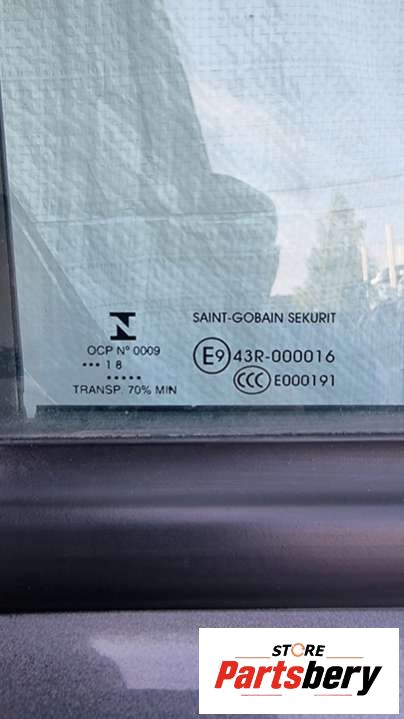 OCP Nº 0009
••• 1 8
•••••
TRANSP. 70% MIN
SAINT-GOBAIN SEKURIT
E9 43R-000016
CCC E000191
STORE
Partsbery